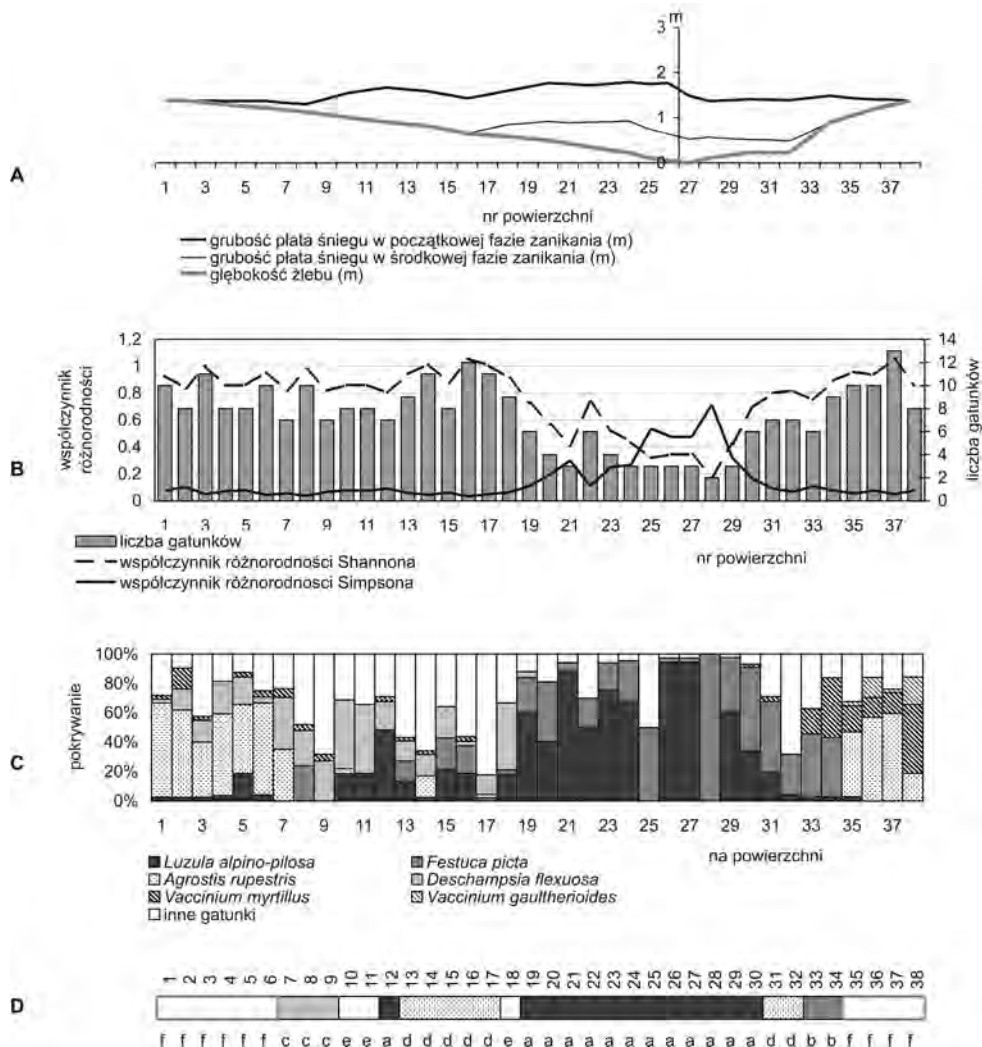 m
3
2
1
0
A
1 3 5 7 9 11 13 15 17 19 21 23 25 27 29 31 33 35 37
nr powierzchni
grubość płata śniegu w początkowej fazie zanikania (m)
grubość płata śniegu w środkowej fazie zanikania (m)
głębokość żlebu (m)
B
współczynnik
różnorodności
1,2
1
0.8
0.6
0.4
0.2
0
14
12
10
8
6
4
2
0
liczba gatunków
1 3 5 7 9 11 13 15 17 19 21 23 25 27 29 31 33 35 37
liczba gatunków
nr powierzchni
współczynnik różnorodności Shannona
współczynnik różnorodnosci Simpsona
C
pokrywanie
100%
80%
60%
40%
20%
0%
1 3 5 7 9 11 13 15 17 19 21 23 25 27 29 31 33 35 37
na powierzchni
Luzula alpino-pilosa Festuca picta
Agrostis rupestris Deschampsia flexuosa
Vaccinium myrtillus Vaccinium gaultherioides
inne gatunki
1 2 3 4 5 6 7 8 9 10 11 12 13 14 15 16 17 18 19 20 21 22 23 24 25 26 27 28 29 30 31 32 33 34 35 36 37 38
D
f f f f f f c c c e e a d d d d d e a a a a a a a a a a a a d d b b f f f f